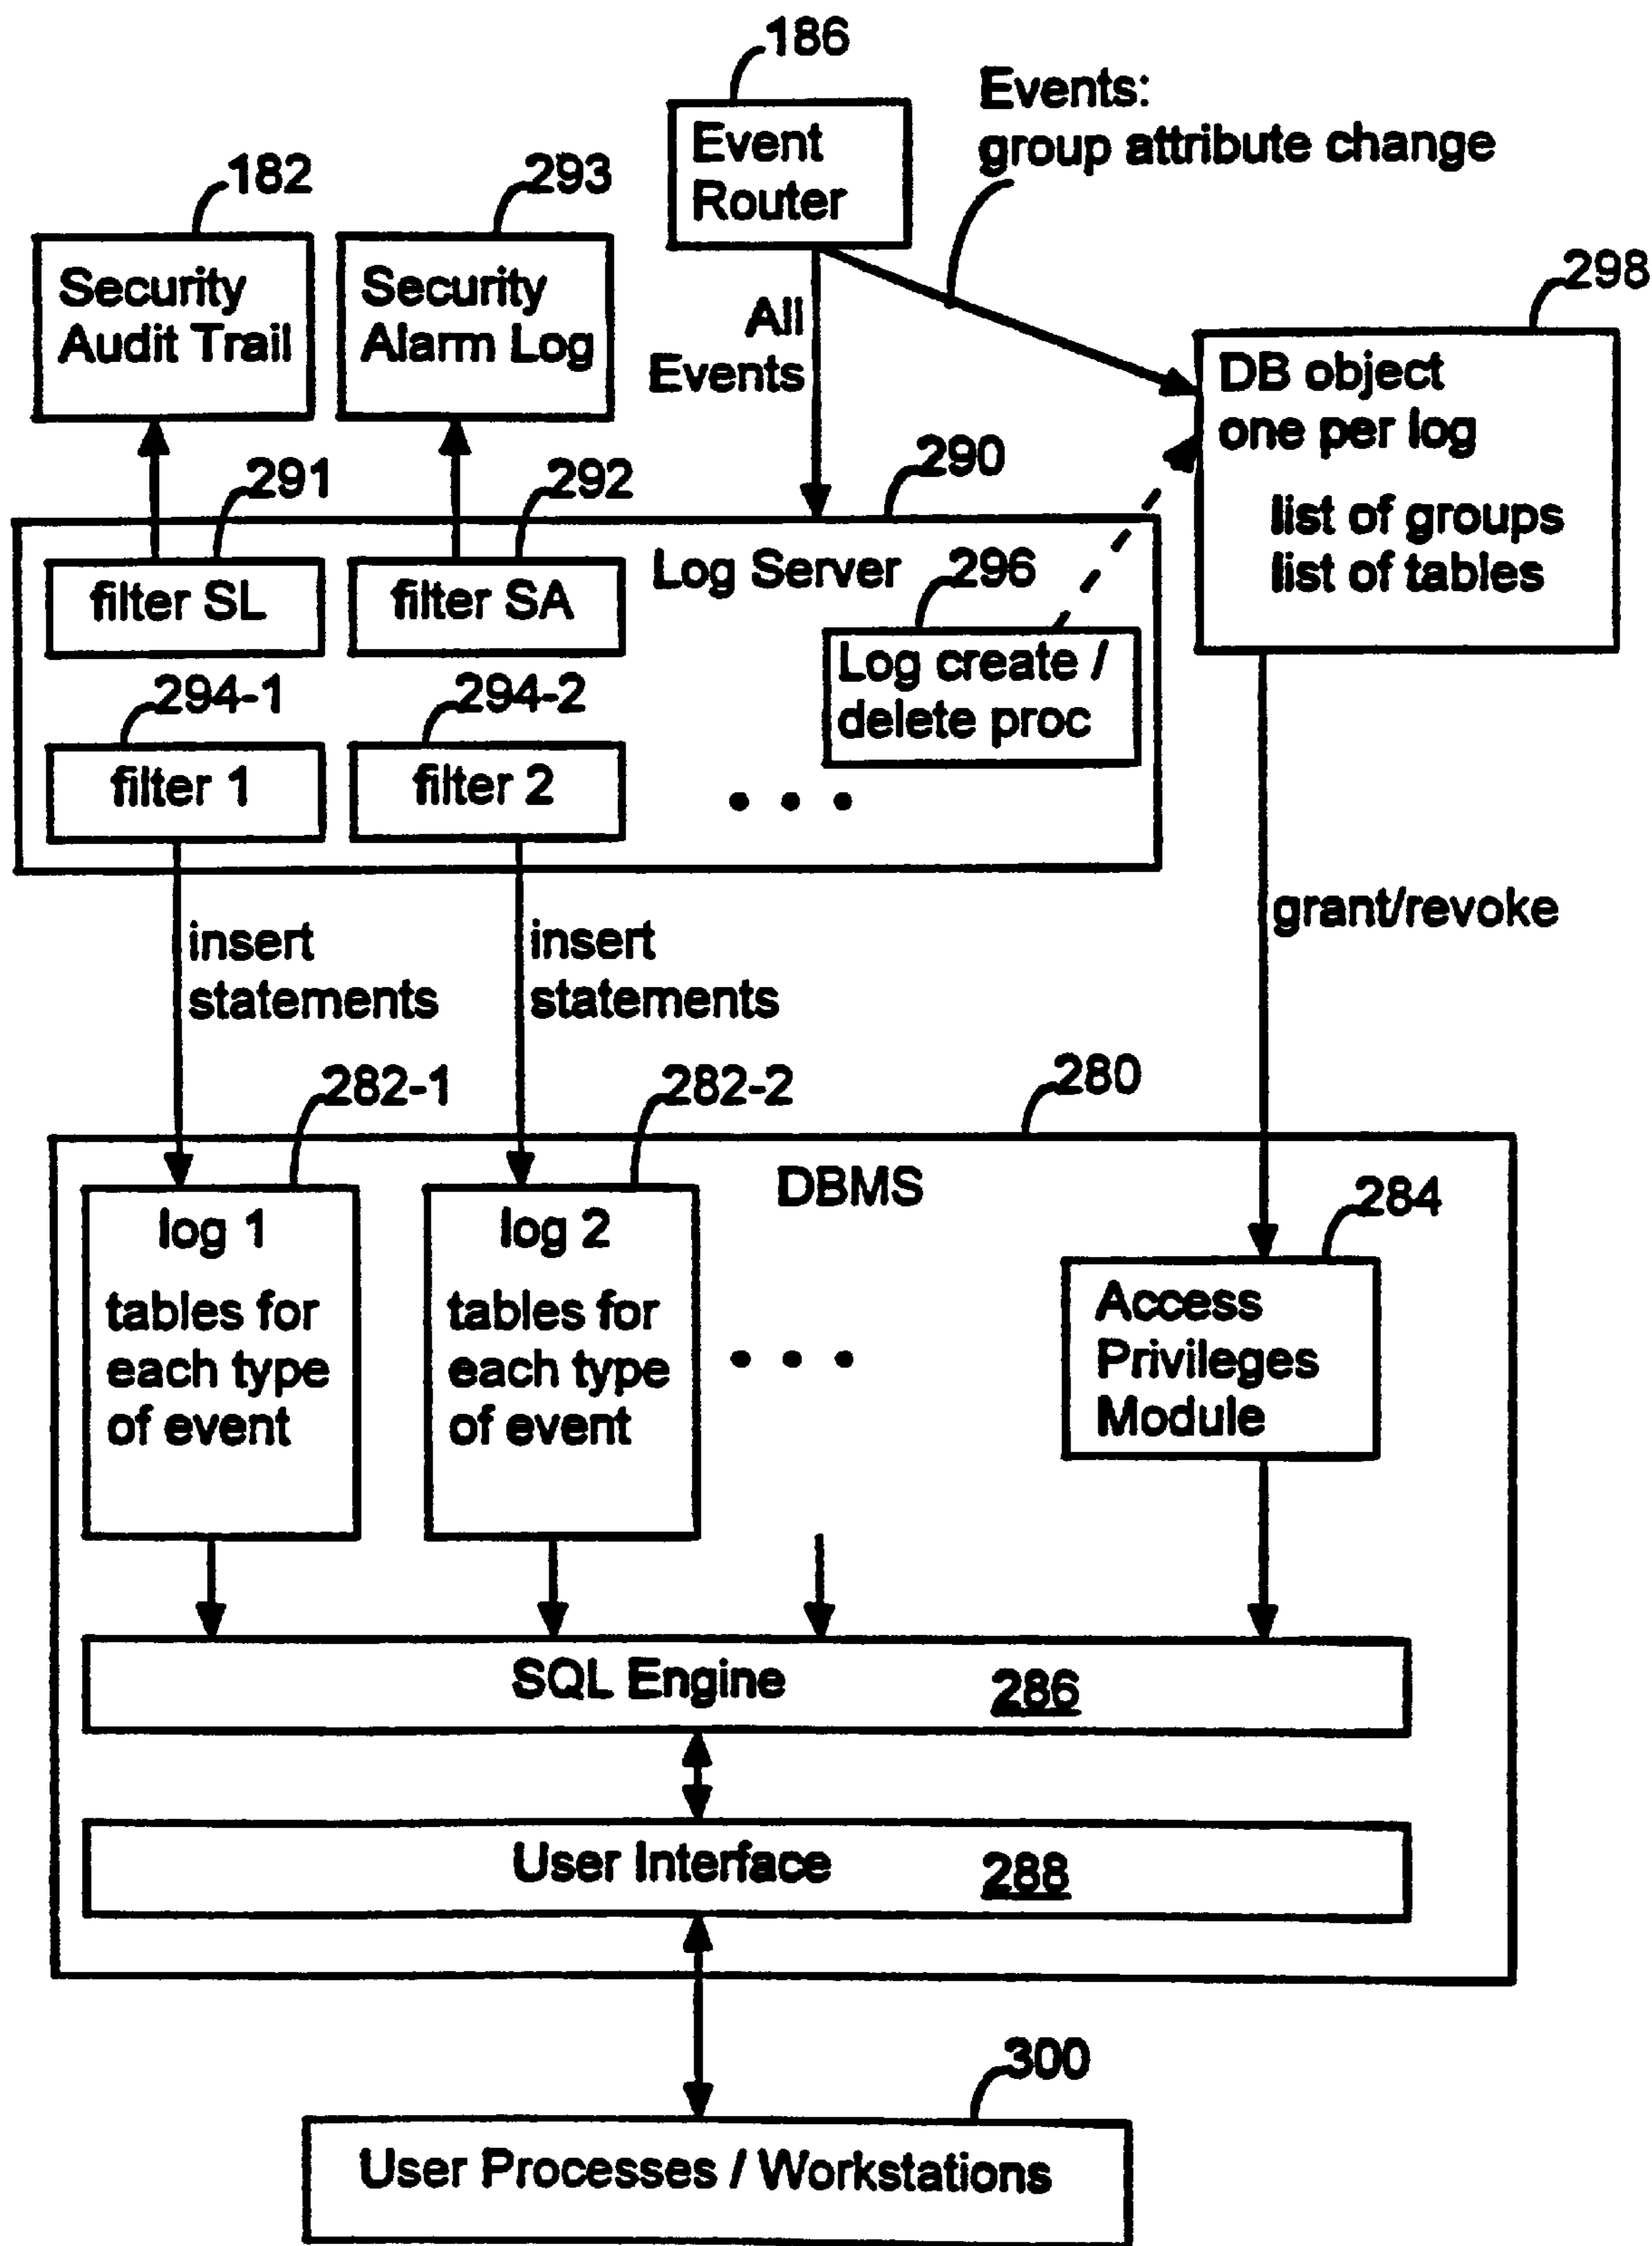 186
Event
Router
Events:
group attribute change
182
293
298
Security
Audit Trail
Security
Alarm Log
All
Events
DB object
one per log
list of groups
list of tables
291
292
290
filter SL
filter SA
Log Server
296
Log create /
delete proc
294-1
294-2
filter 1
filter 2
• • •
insert
statements
insert
statements
grant/revoke
282-1
282-2
280
DBMS
284
log 1
tables for
each type
of event
log 2
tables for
each type
of event
• • •
Access
Privileges
Module
SQL Engine 286
User Interface 288
300
User Processes / Workstations